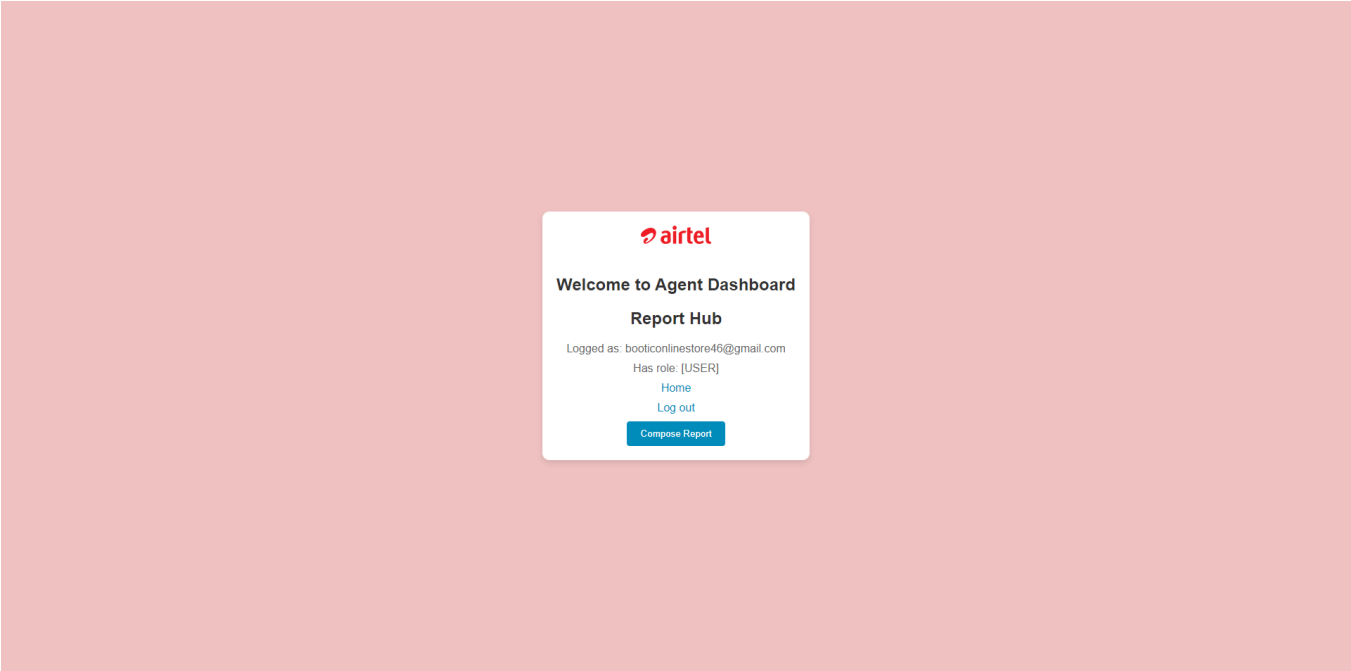 airtel
Welcome to Agent Dashboard
Report Hub
Logged as: booticonlinestore46@gmail.com
Has role: [USER]
Home
Log out
Compose Report